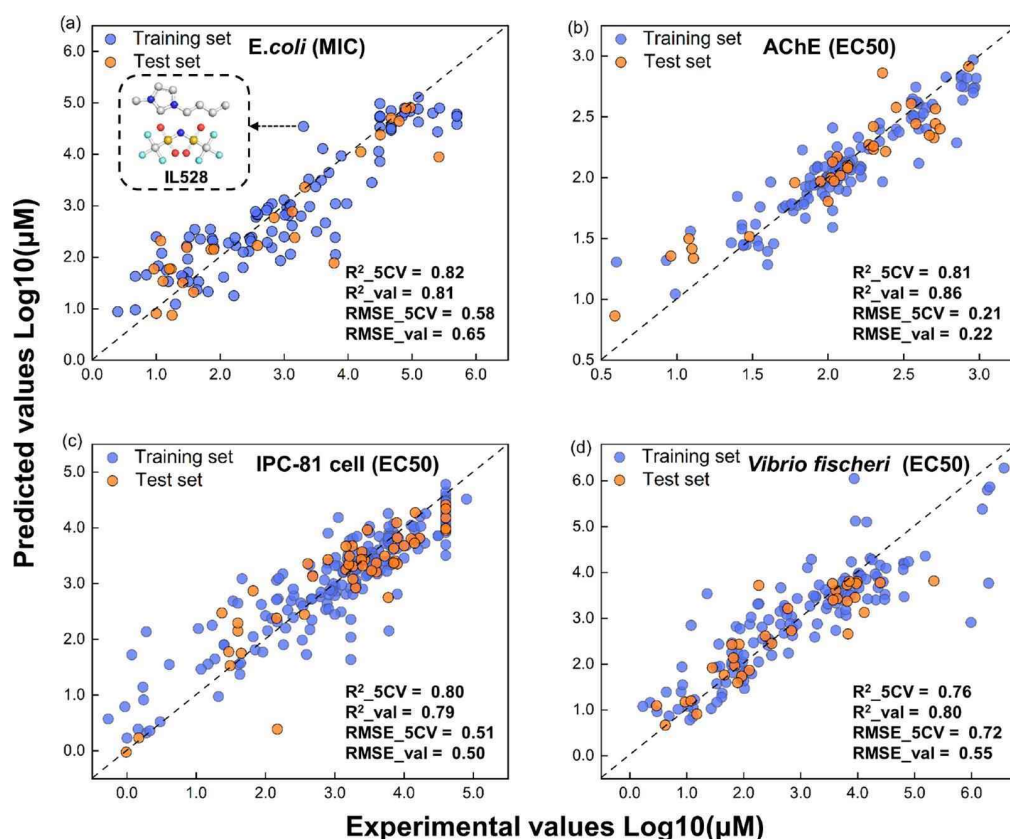 Predicted values Log10(μM)
(a)
Training set
Test set
E.coli (MIC)
IL528
R²_5CV = 0.82
R²_val = 0.81
RMSE_5CV = 0.58
RMSE_val = 0.65
6.0
5.0
4.0
3.0
2.0
1.0
0.0
0.0 1.0 2.0 3.0 4.0 5.0 6.0
(b)
Training set
Test set
AChE (EC50)
R²_5CV = 0.81
R²_val = 0.86
RMSE_5CV = 0.21
RMSE_val = 0.22
3.0
2.5
2.0
1.5
1.0
0.5
0.5 1.0 1.5 2.0 2.5 3.0
(c)
Training set
Test set
IPC-81 cell (EC50)
R²_5CV = 0.80
R²_val = 0.79
RMSE_5CV = 0.51
RMSE_val = 0.50
5.0
4.0
3.0
2.0
1.0
0.0
0.0 1.0 2.0 3.0 4.0 5.0
(d)
Training set
Test set
Vibrio fischeri (EC50)
R²_5CV = 0.76
R²_val = 0.80
RMSE_5CV = 0.72
RMSE_val = 0.55
6.0
5.0
4.0
3.0
2.0
1.0
0.0
0.0 1.0 2.0 3.0 4.0 5.0 6.0
Experimental values Log10(μM)